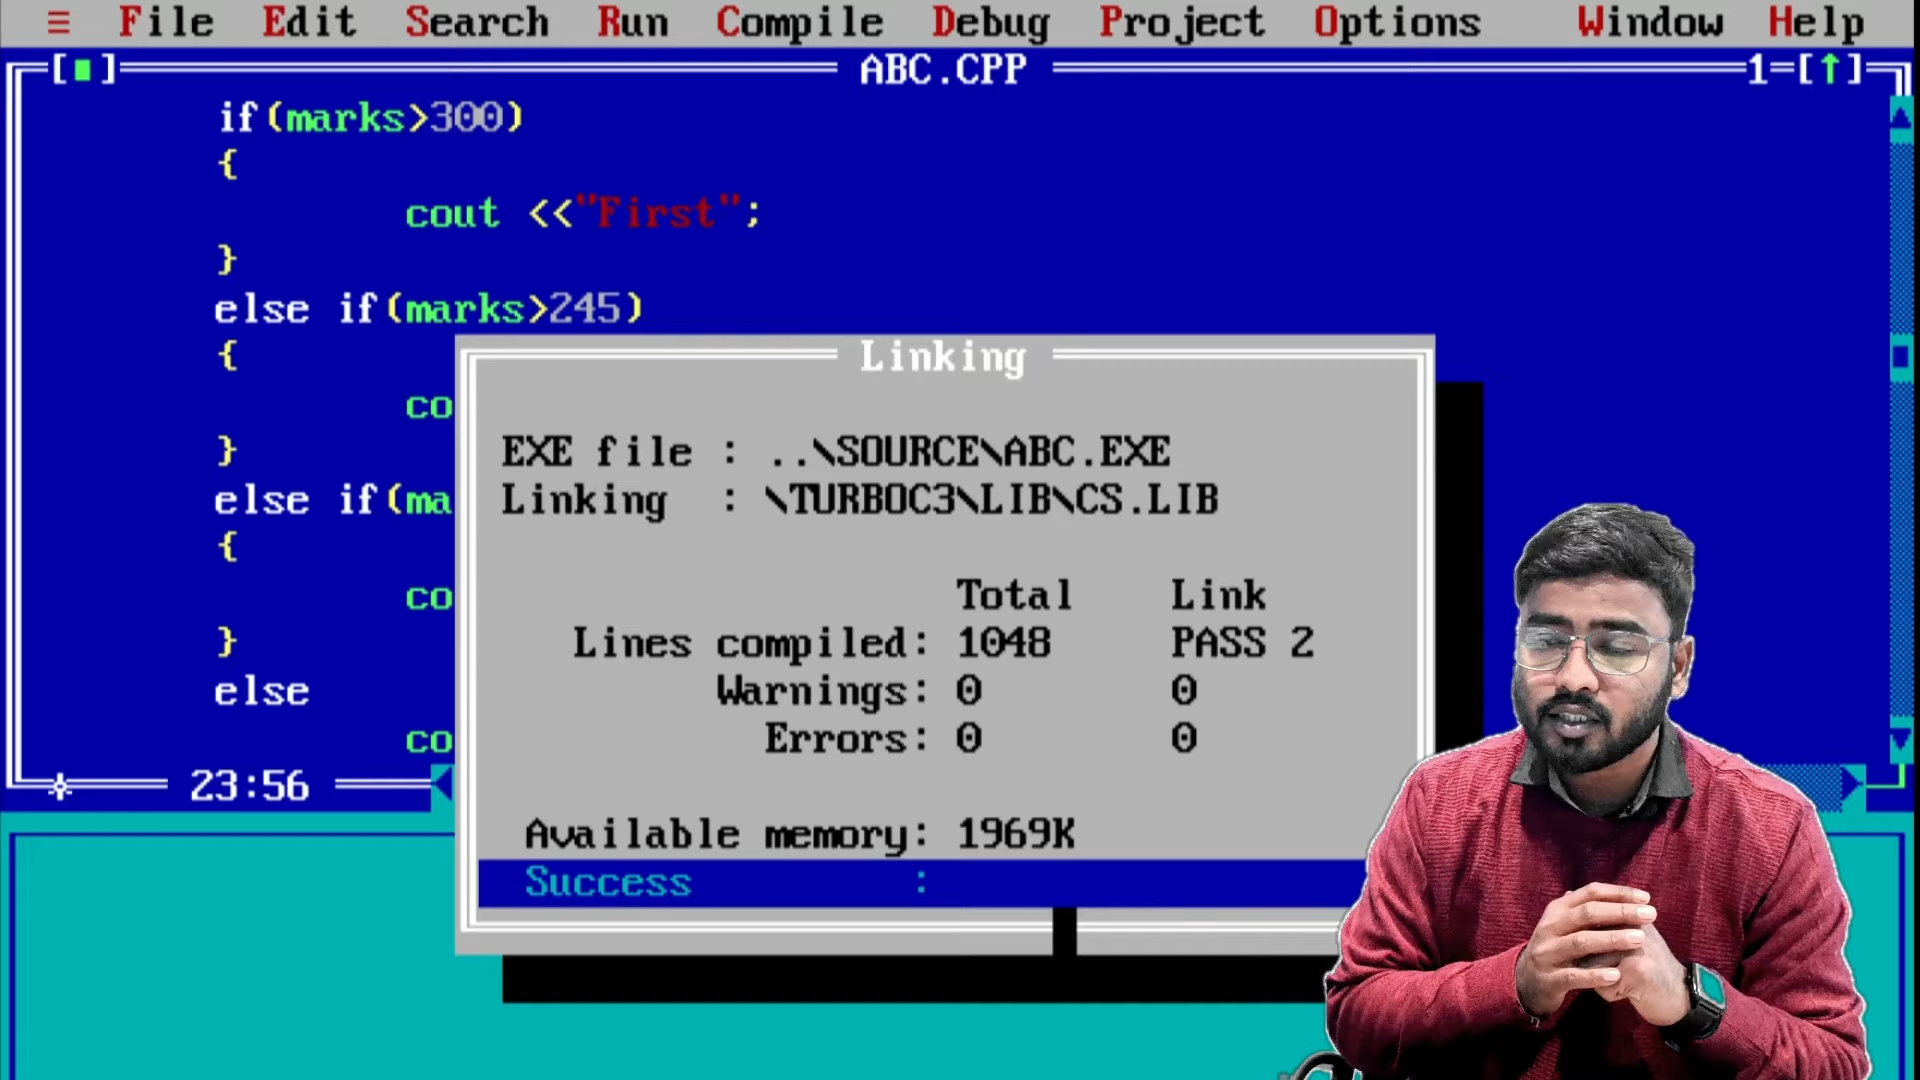 ≡ File Edit Search Run Compile Debug Project Options Window Help
[■] ABC.CPP 1=[↑]
if(marks>300)
{
cout <<"First";
}
else if(marks>245)
{
co
}
else if(ma
{
co
}
else
co
23:56
Linking
EXE file : ..\SOURCE\ABC.EXE
Linking : \TURBOC3\LIB\CS.LIB
Total Link
Lines compiled: 1048 PASS 2
Warnings: 0 0
Errors: 0 0
Available memory: 1969K
Success :